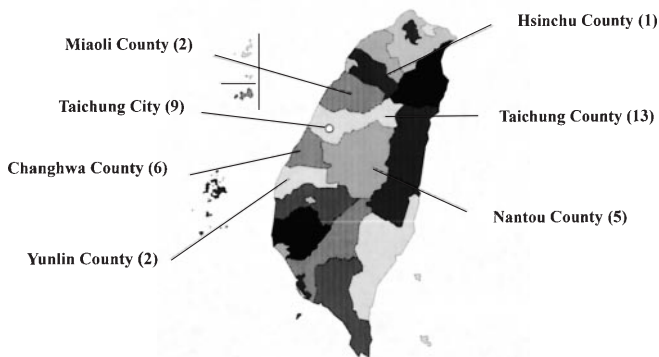 Hsinchu County (1)
Miaoli County (2)
Taichung City (9)
Taichung County (13)
Changhwa County (6)
Nantou County (5)
Yunlin County (2)